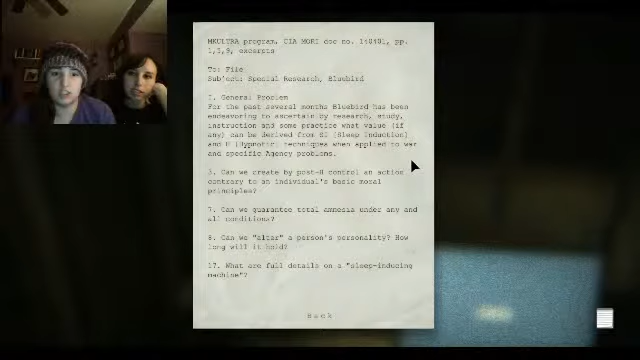 MKULTRA program, CIA MORI doc no. 140401, pp.
1,5,9, excerpts
To: File
Subject: Special Research, Bluebird
1. General Problem
For the past several months Bluebird has been
endeavoring to ascertain by research, study,
instruction and some practice what value (if
any) can be derived from SI [Sleep Induction]
and H [Hypnotic] techniques when applied to war
and specific Agency problems.
3. Can we create by post-H control an action
contrary to an individual's basic moral
principles?
7. Can we guarantee total amnesia under any and
all conditions?
8. Can we "alter" a person's personality? How
long will it hold?
17. What are full details on a "sleep-inducing
machine"?
Back